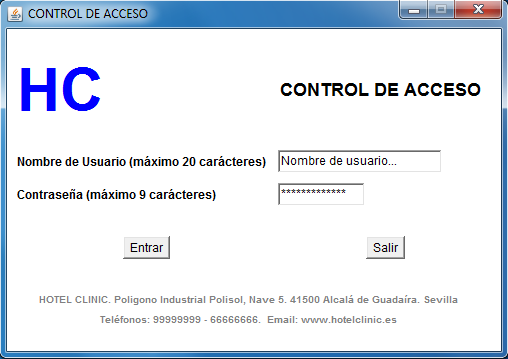 CONTROL DE ACCESO
HC
CONTROL DE ACCESO
Nombre de Usuario (máximo 20 carácteres)
Nombre de usuario...
Contraseña (máximo 9 carácteres)
*************
Entrar
Salir
HOTEL CLINIC. Poligono Industrial Polisol, Nave 5. 41500 Alcalá de Guadaíra. Sevilla
Teléfonos: 99999999 - 66666666. Email: www.hotelclinic.es